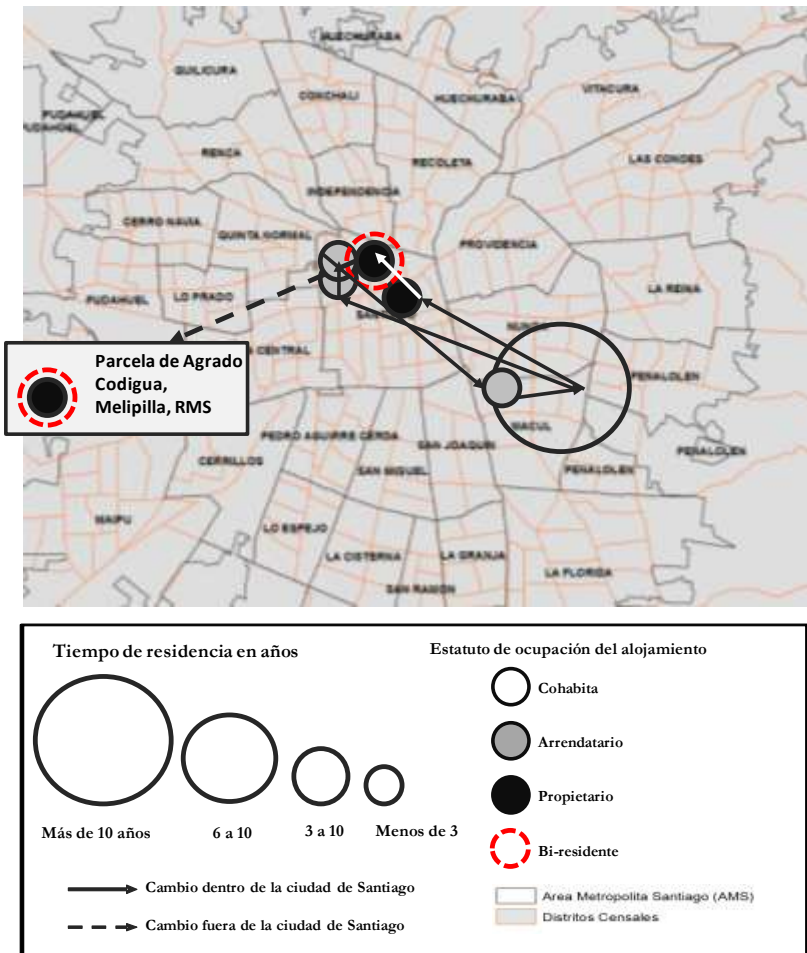 HUECHURABA
QUILICURA
VITACURA
CONCHALI
HUECHURABA
PUDAHUEL
PUDAHUEL
RENCA
RECOLETA
LAS CONDES
INDEPENDENCIA
CERRO NAVIA
QUINTA NORMAL
PROVIDENCIA
PUDAHUEL
LO PRADO
LA REINA
CENTRAL
PEÑALOLEN
MACUL
Parcela de Agrado
Codigua,
Melipilla, RMS
PEDRO AGUIRRE CERDA
SAN JOAQUIN
PEÑALOLEN
CERRILLOS
SAN MIGUEL
PEÑALOLEN
MAIPU
LO ESPEJO
LA CISTERNA
LA GRANJA
LA FLORIDA
SAN RAMON
Tiempo de residencia en años
Más de 10 años
6 a 10
3 a 10
Menos de 3
Cambio dentro de la ciudad de Santiago
Cambio fuera de la ciudad de Santiago
Estatuto de ocupación del alojamiento
Cohabita
Arrendatario
Propietario
Bi-residente
Area Metropolita Santiago (AMS)
Distritos Censales